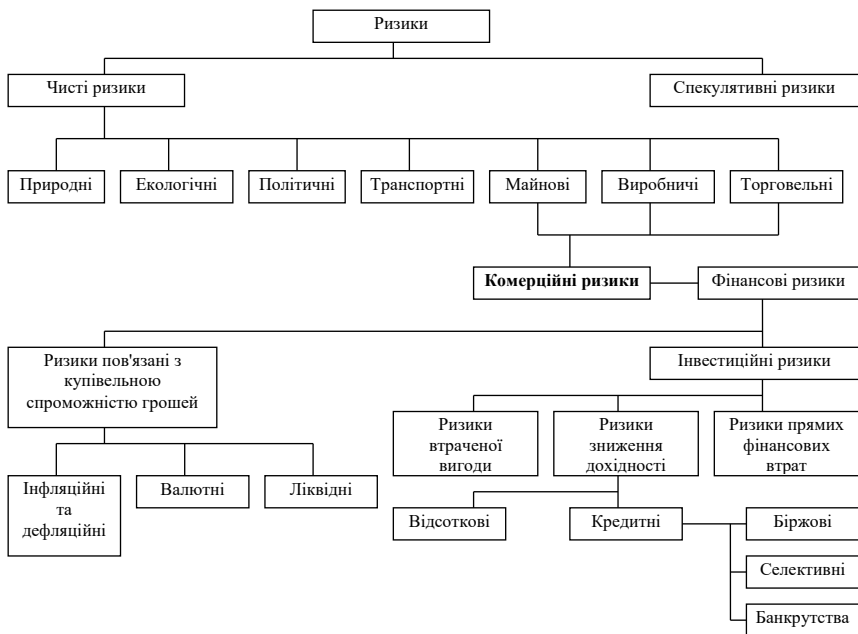 Ризики
Чисті ризики
Спекулятивні ризики
Природні
Екологічні
Політичні
Транспортні
Майнові
Виробничі
Торговельні
Комерційні ризики
Фінансові ризики
Ризики пов'язані з
купівельною
спроможністю грошей
Інвестиційні ризики
Ризики
втраченої
вигоди
Ризики
зниження
дохідності
Ризики прямих
фінансових
втрат
Інфляційні
та
дефляційні
Валютні
Ліквідні
Відсоткові
Кредитні
Біржові
Селективні
Банкрутства